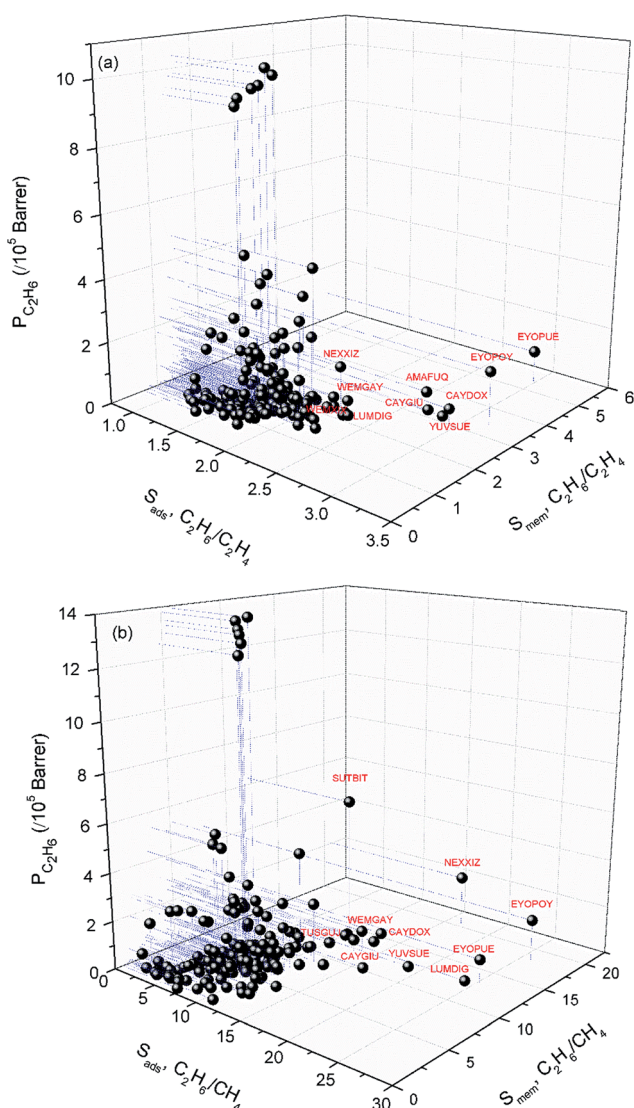 (a)
10
8
6
4
2
0
P C2H6 (/10^5 Barrer)
1.0
1.5
2.0
2.5
3.0
3.5
S ads, C2H6/C2H4
0
1
2
3
4
5
6
S mem, C2H6/C2H4
EYOPUE
EYOPOY
NEXXIZ
AMAFUQ
WEMGAY
CAYGIU
CAYDOX
LUMDIG
YUVSUE
(b)
14
12
10
8
6
4
2
0
P C2H6 (/10^5 Barrer)
5
10
15
20
25
30
S ads, C2H6/CH4
0
5
10
15
20
S mem, C2H6/CH4
SUTBIT
NEXXIZ
EYOPOY
WEMGAY
CAYDOX
EYOPUE
CAYGIU
YUVSUE
LUMDIG